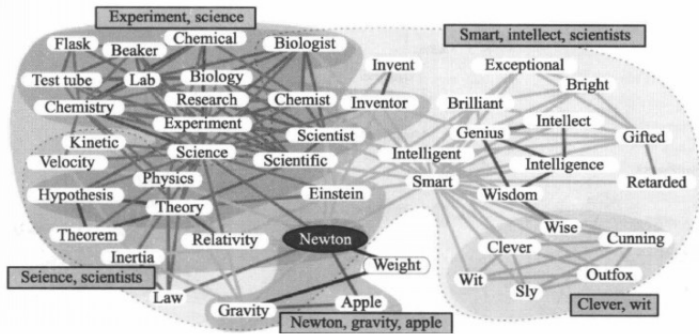 Experiment, science
Smart, intellect, scientists
Flask
Beaker
Chemical
Biologist
Invent
Exceptional
Test tube
Lab
Biology
Bright
Chemistry
Research
Chemist
Inventor
Brilliant
Experiment
Genius
Intellect
Kinetic
Scientist
Gifted
Velocity
Science
Scientific
Intelligent
Intelligence
Physics
Smart
Retarded
Hypothesis
Theory
Einstein
Wisdom
Theorem
Relativity
Newton
Wise
Cunning
Inertia
Clever
Weight
Seience, scientists
Law
Wit
Sly
Outfox
Gravity
Apple
Clever, wit
Newton, gravity, apple